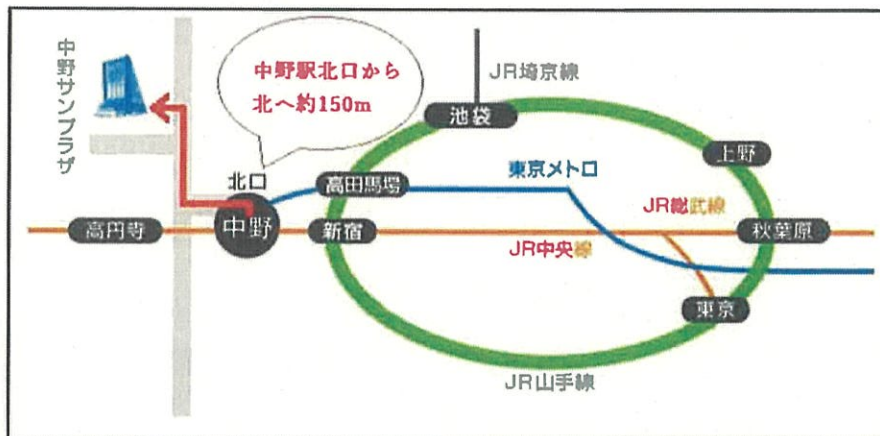 中野サンプラザ
中野駅北口から
北へ約150m
JR埼京線
池袋
上野
北口
高田馬場
東京メトロ
JR総武線
高円寺
中野
新宿
秋葉原
JR中央線
東京
JR山手線